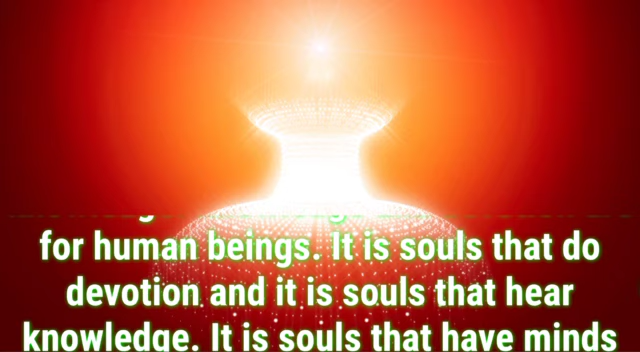 for human beings. It is souls that do
devotion and it is souls that hear
knowledge. It is souls that have minds